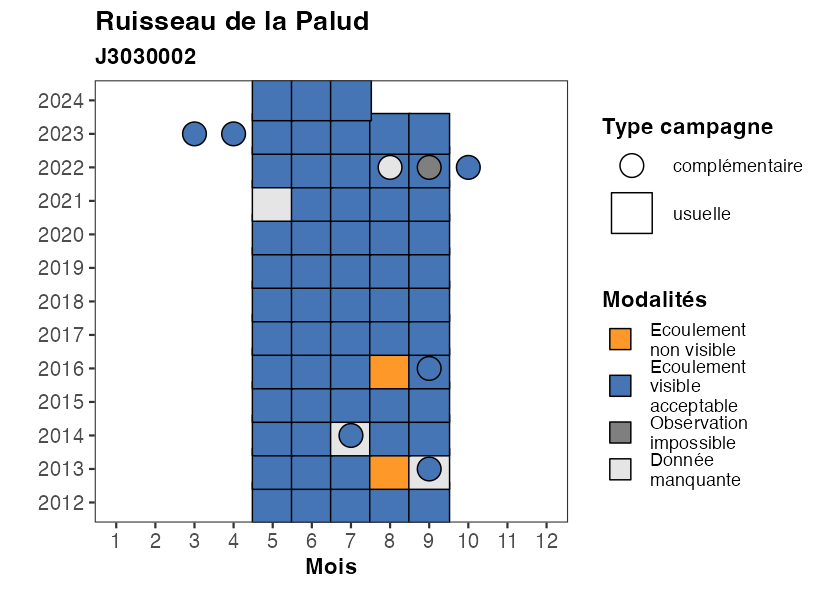 Ruisseau de la Palud
J3030002
2024
2023
2022
2021
2020
2019
2018
2017
2016
2015
2014
2013
2012
1 2 3 4 5 6 7 8 9 10 11 12
Mois
Type campagne
complémentaire
usuelle
Modalités
Ecoulement
non visible
Ecoulement
visible
acceptable
Observation
impossible
Donnée
manquante